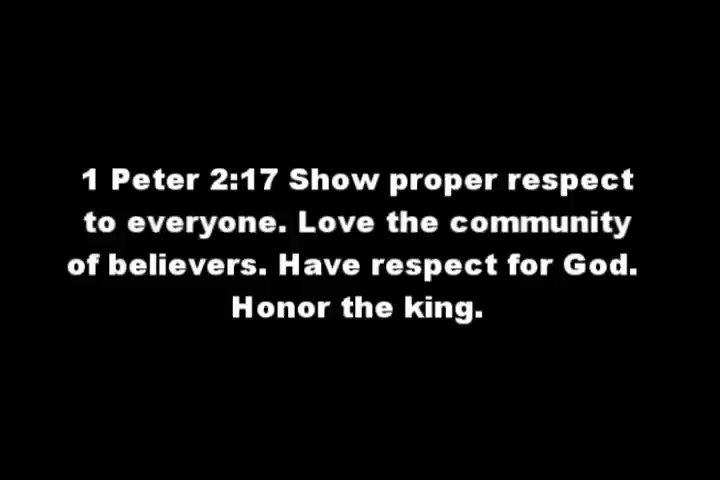 1 Peter 2:17 Show proper respect
to everyone. Love the community
of believers. Have respect for God.
Honor the king.